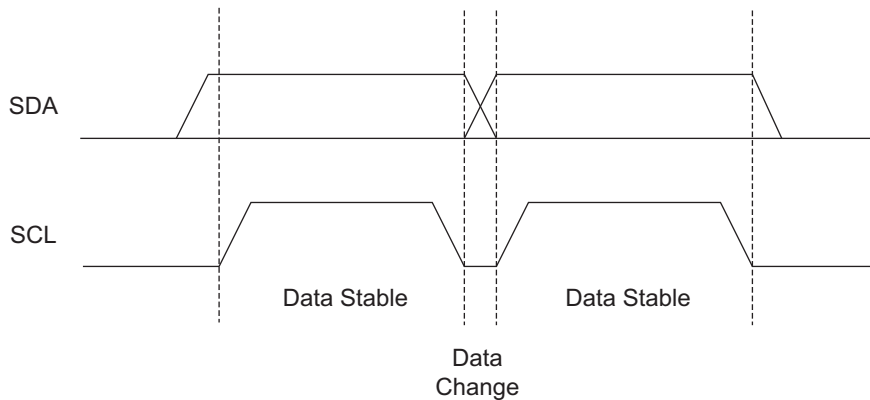 SDA
SCL
Data Stable
Data Stable
Data
Change